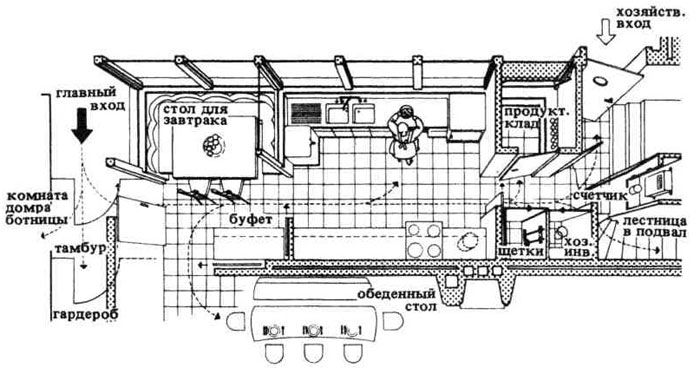 хозяйств.
вход
главный
вход
стол для
завтрака
продукт.
клад
комната
домра
ботницы
буфет
счетчик
лестница
в подвал
тамбур
щетки
хоз.
инв.
обеденный
стол
гардероб